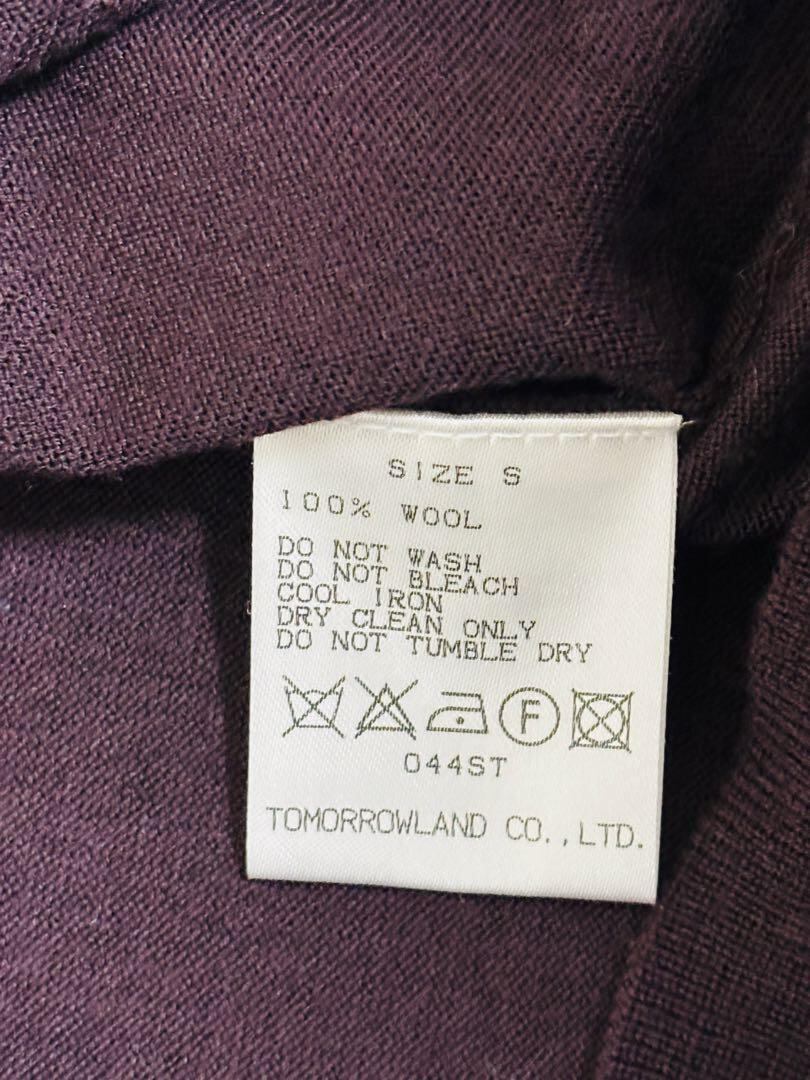 SIZE S
100% WOOL
DO NOT WASH
DO NOT BLEACH
COOL IRON
DRY CLEAN ONLY
DO NOT TUMBLE DRY
F
044ST
TOMORROWLAND CO.,LTD.